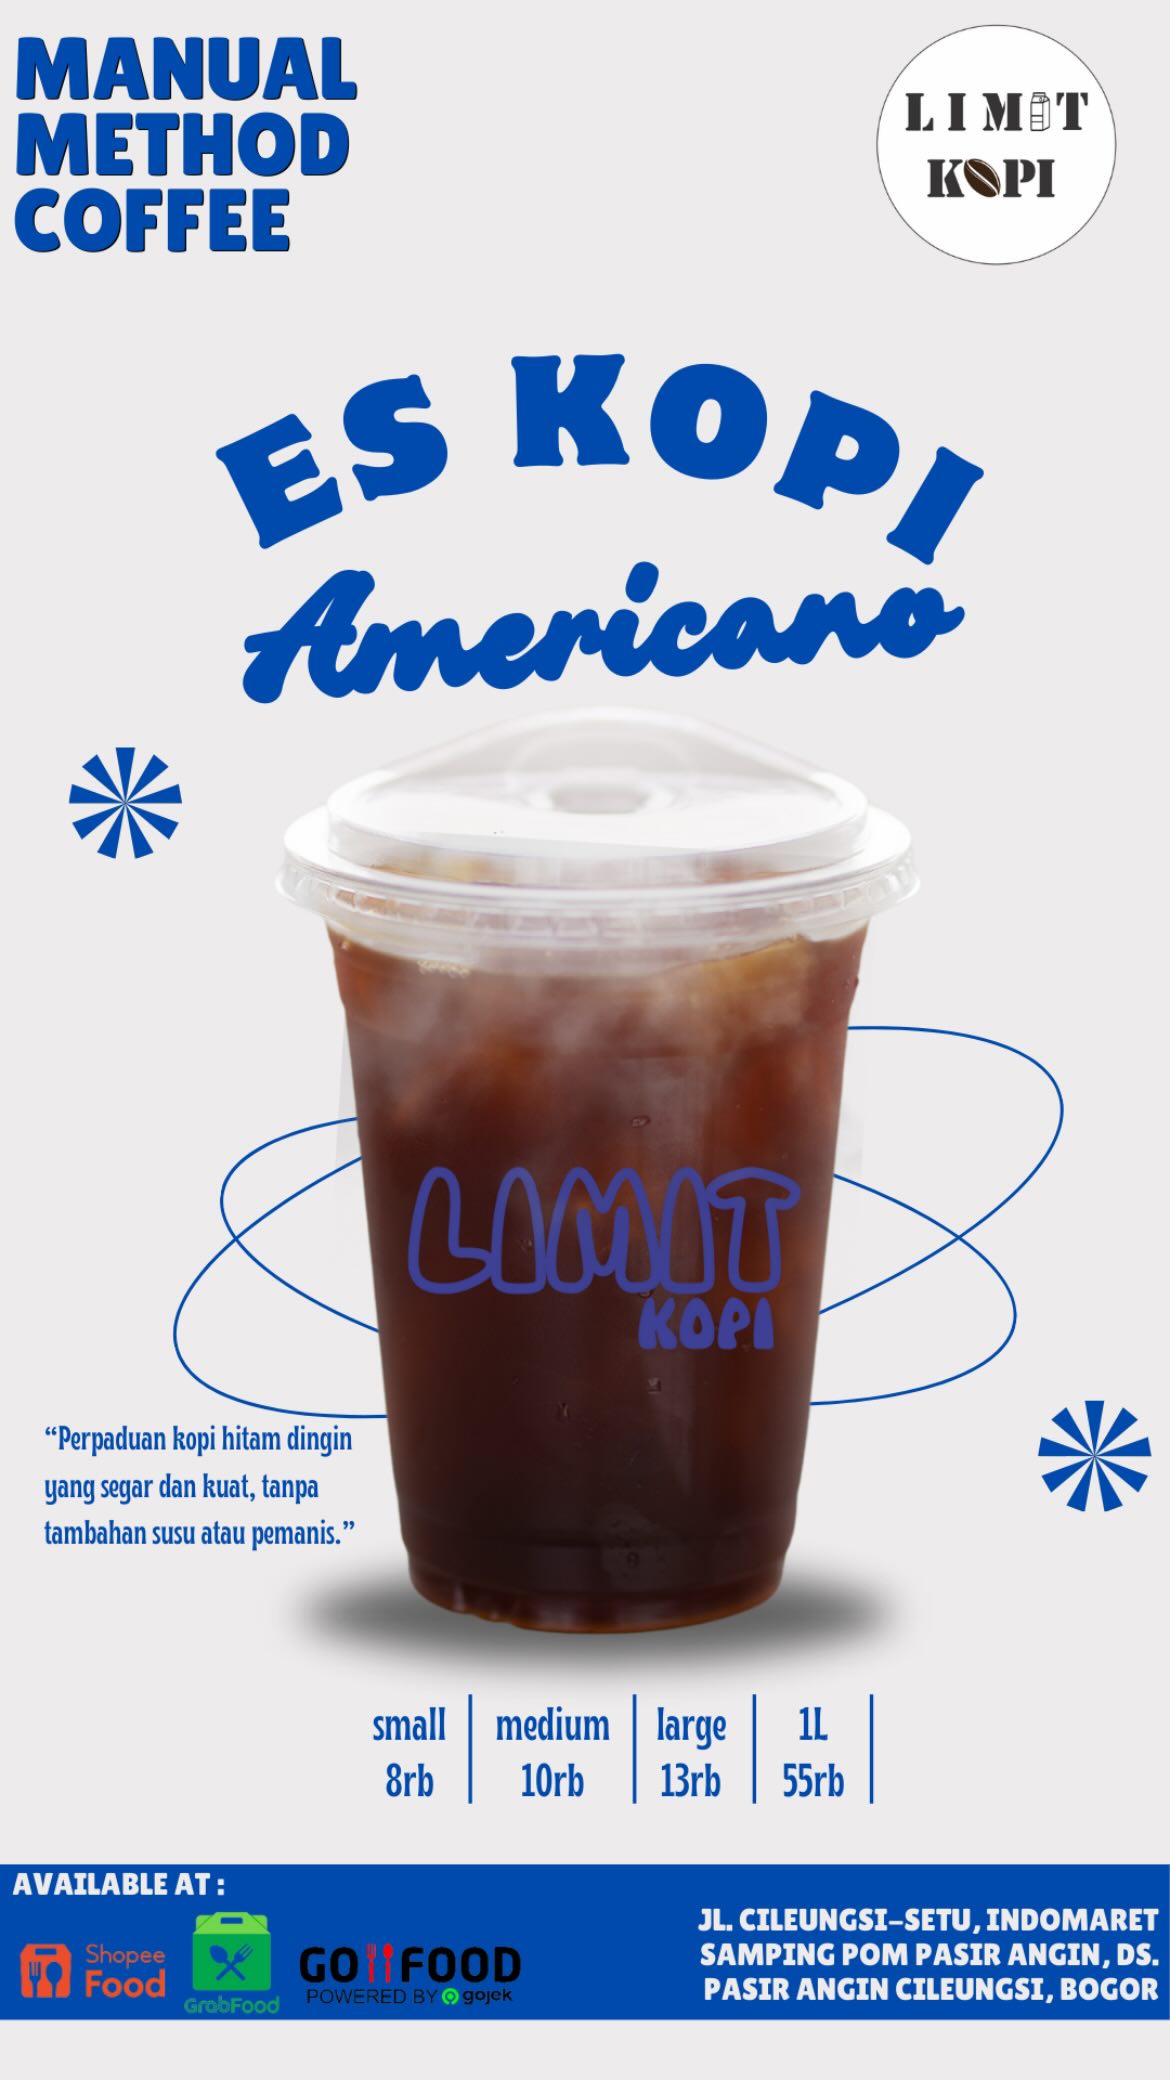 MANUAL
METHOD
COFFEE
LIMIT
KOPI
ES KOPI
Americano
LIMIT
KOPI
“Perpaduan kopi hitam dingin
yang segar dan kuat, tanpa
tambahan susu atau pemanis.”
small medium large 1L
8rb 10rb 13rb 55rb
AVAILABLE AT :
Shopee
Food
GrabFood
GOFOOD
POWERED BY gojek
JL. CILEUNGSI-SETU, INDOMARET
SAMPING POM PASIR ANGIN, DS.
PASIR ANGIN CILEUNGSI, BOGOR